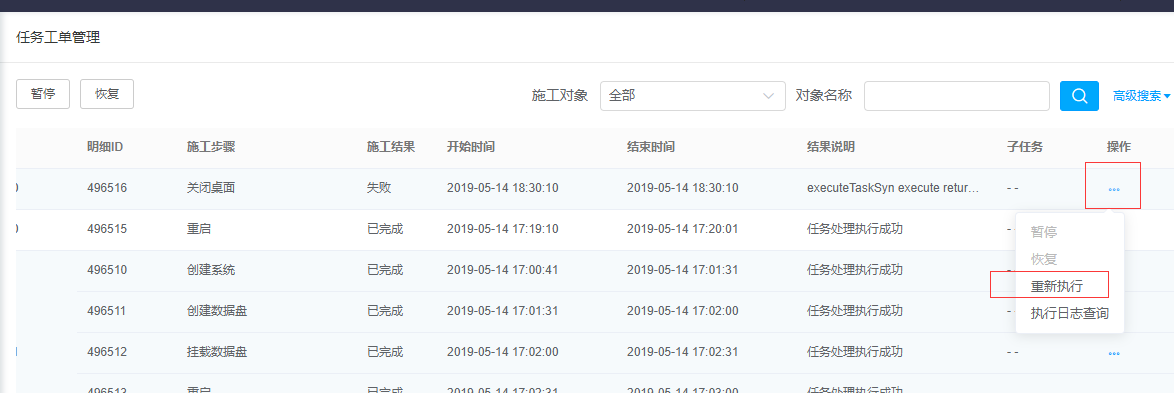 任务工单管理
暂停 恢复 施工对象 全部 对象名称 高级搜索
明细ID 施工步骤 施工结果 开始时间 结束时间 结果说明 子任务 操作
496516 关闭桌面 失败 2019-05-14 18:30:10 2019-05-14 18:30:10 executeTaskSyn execute retur... - - ...
496515 重启 已完成 2019-05-14 17:19:10 2019-05-14 17:20:01 任务处理执行成功 -
暂停
恢复
496510 创建系统 已完成 2019-05-14 17:00:41 2019-05-14 17:01:31 任务处理执行成功 -
重新执行
496511 创建数据盘 已完成 2019-05-14 17:01:31 2019-05-14 17:02:00 任务处理执行成功 -
执行日志查询
496512 挂载数据盘 已完成 2019-05-14 17:02:00 2019-05-14 17:02:31 任务处理执行成功 - - ...
496513 重启 已完成 2019-05-14 17:02:31 2019-05-14 17:03:00 任务处理执行成功 - -